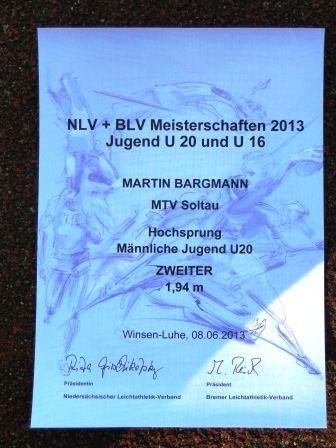 NLV + BLV Meisterschaften 2013
Jugend U 20 und U 16
MARTIN BARGMANN
MTV Soltau
Hochsprung
Männliche Jugend U20
ZWEITER
1,94 m
Winsen-Luhe, 08.06.2013
Präsidentin Präsident
Niedersächsischer Leichtathletik-Verband Bremer Leichtathletik-Verband